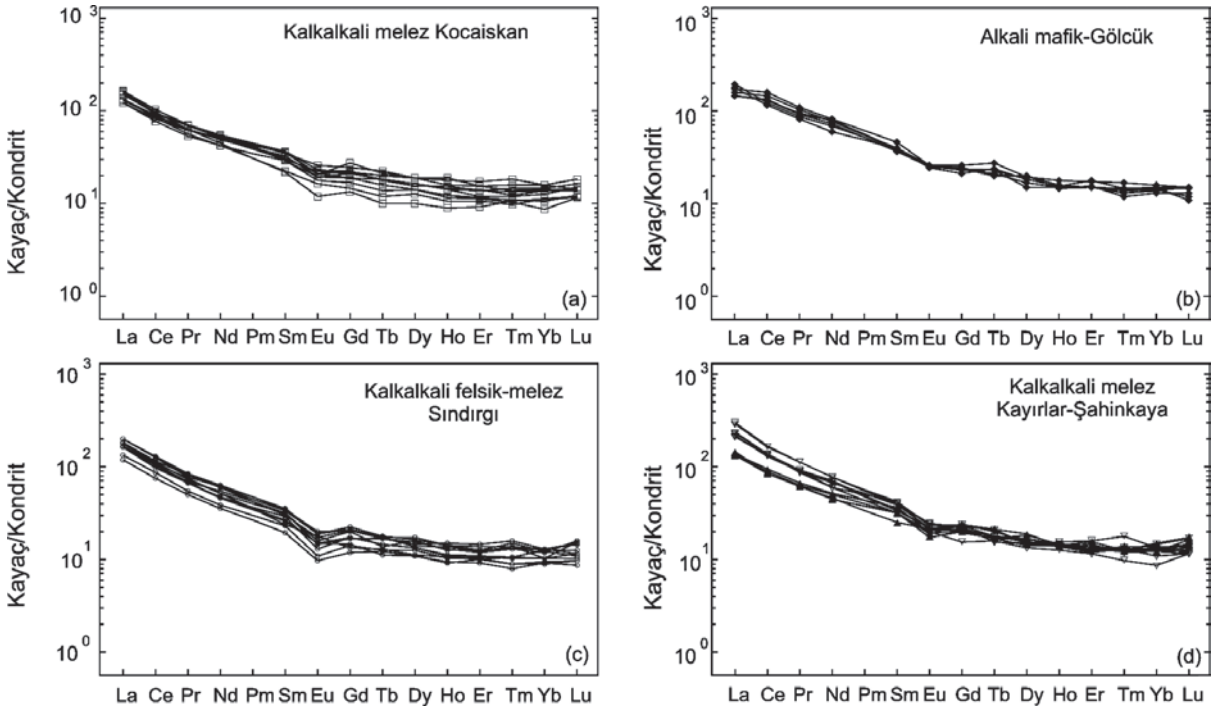 10³
Kalkalkali melez Kocaiskan
10²
10¹
10⁰
Kayaç/Kondrit
(a)
La Ce Pr Nd Pm Sm Eu Gd Tb Dy Ho Er Tm Yb Lu
10³
Alkali mafik-Gölcük
10²
10¹
10⁰
Kayaç/Kondrit
(b)
La Ce Pr Nd Pm Sm Eu Gd Tb Dy Ho Er Tm Yb Lu
10³
Kalkalkali felsik-melez
Sındırgı
10²
10¹
10⁰
Kayaç/Kondrit
(c)
La Ce Pr Nd Pm Sm Eu Gd Tb Dy Ho Er Tm Yb Lu
10³
Kalkalkali melez
Kayırlar-Şahinkaya
10²
10¹
10⁰
Kayaç/Kondrit
(d)
La Ce Pr Nd Pm Sm Eu Gd Tb Dy Ho Er Tm Yb Lu